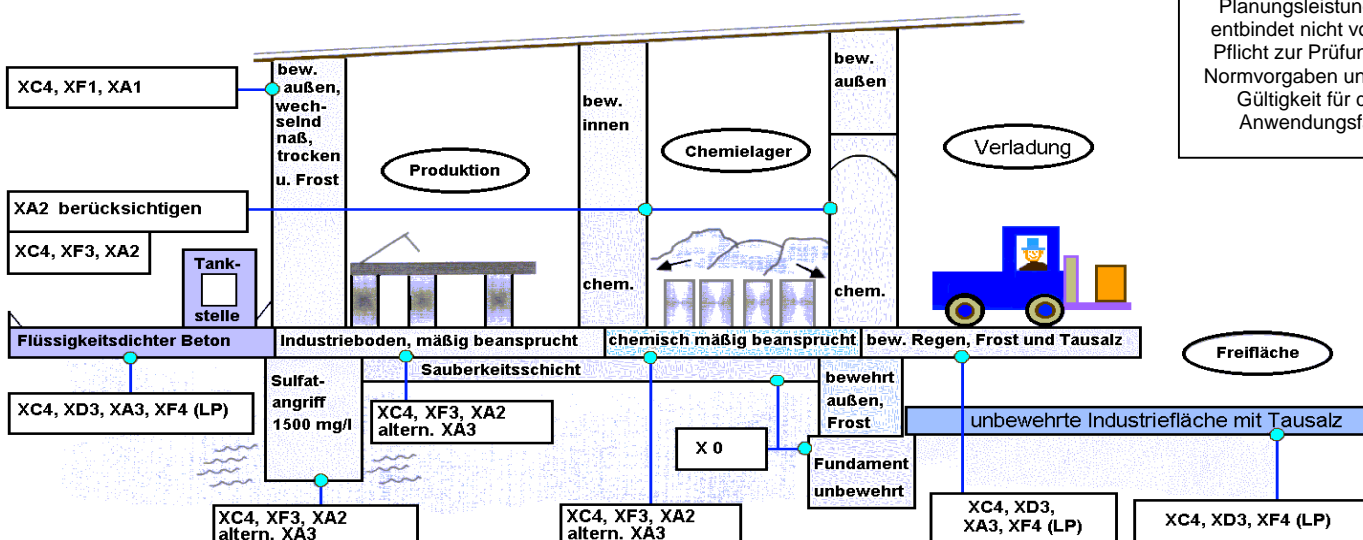 Planungsleistun
entbindet nicht vo
Pflicht zur Prüfun
Normvorgaben un
Gültigkeit für d
Anwendungsf
XC4, XF1, XA1
bew.
außen,
wech-
selnd
naß,
trocken
u. Frost
bew.
innen
bew.
außen
Produktion
Chemielager
Verladung
XA2 berücksichtigen
XC4, XF3, XA2
Tank-
stelle
chem.
chem.
Flüssigkeitsdichter Beton
Industrieboden, mäßig beansprucht
chemisch mäßig beansprucht
bew. Regen, Frost und Tausalz
Freifläche
Sauberkeitsschicht
Sulfat-
angriff
1500 mg/l
bewehrt
außen,
Frost
XC4, XD3, XA3, XF4 (LP)
XC4, XF3, XA2
altern. XA3
unbewehrte Industriefläche mit Tausalz
X 0
Fundament
unbewehrt
XC4, XF3, XA2
altern. XA3
XC4, XF3, XA2
altern. XA3
XC4, XD3,
XA3, XF4 (LP)
XC4, XD3, XF4 (LP)